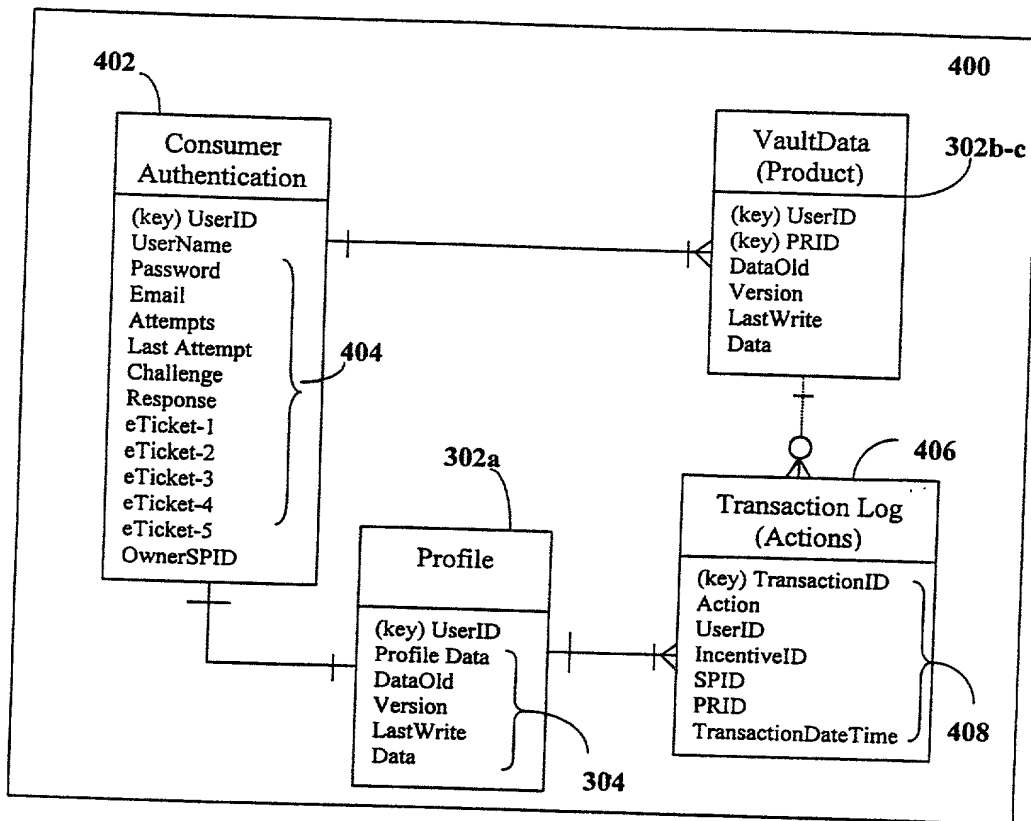 402
400
Consumer
Authentication
(key) UserID
UserName
Password
Email
Attempts
Last Attempt
Challenge
Response
eTicket-1
eTicket-2
eTicket-3
eTicket-4
eTicket-5
OwnerSPID
404
VaultData
(Product)
(key) UserID
(key) PRID
DataOld
Version
LastWrite
Data
302b-c
302a
Profile
(key) UserID
Profile Data
DataOld
Version
LastWrite
Data
304
406
Transaction Log
(Actions)
(key) TransactionID
Action
UserID
IncentiveID
SPID
PRID
TransactionDateTime
408